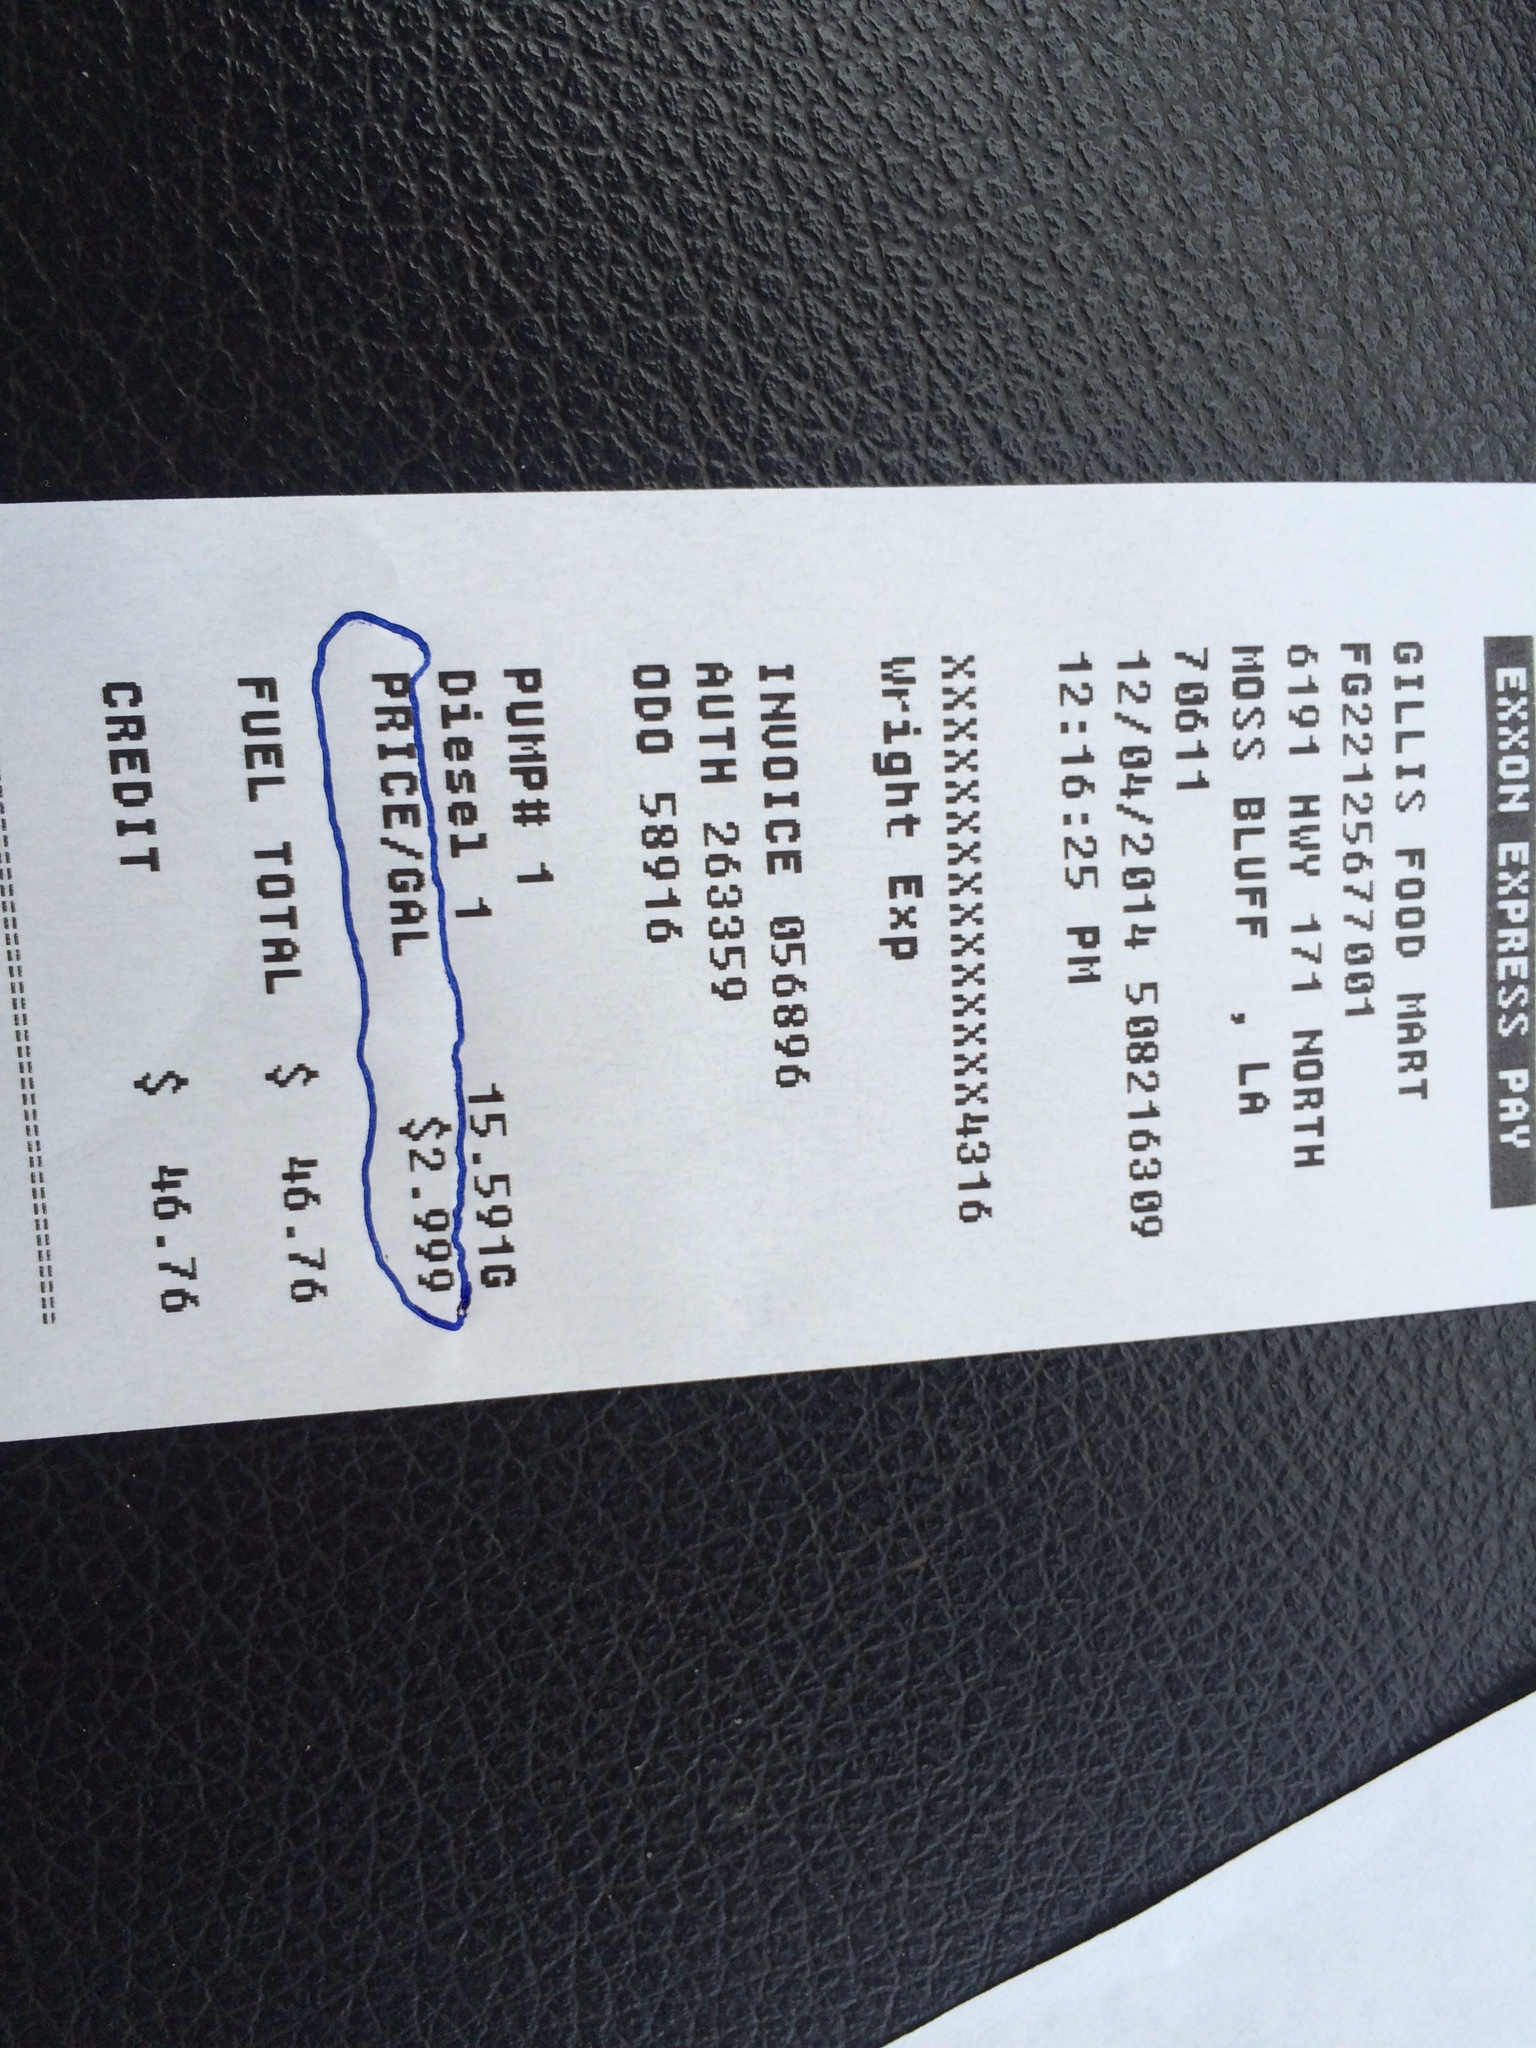 EXXON EXPRESS PAY
GILLIS FOOD MART
FG22125677001
6191 HWY 171 NORTH
MOSS BLUFF , LA
70611
12/04/2014 508216309
12:16:25 PM
XXXXXXXXXXXXXXX4316
Wright Exp
INVOICE 056896
AUTH 263359
ODO 58916
PUMP# 1
Diesel 1 15.591G
PRICE/GAL $2.999
FUEL TOTAL $ 46.76
CREDIT $ 46.76